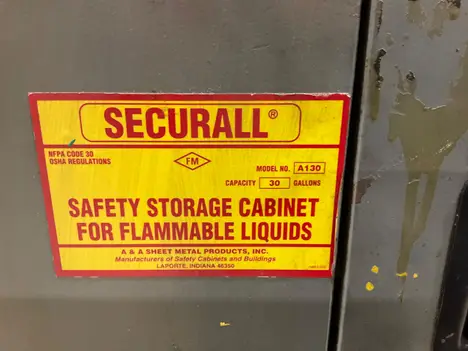 SECURALL®
NFPA CODE 30
OSHA REGULATIONS
FM
MODEL NO. A130
CAPACITY 30 GALLONS
SAFETY STORAGE CABINET
FOR FLAMMABLE LIQUIDS
A & A SHEET METAL PRODUCTS, INC.
Manufacturers of Safety Cabinets and Buildings
LAPORTE, INDIANA 46350